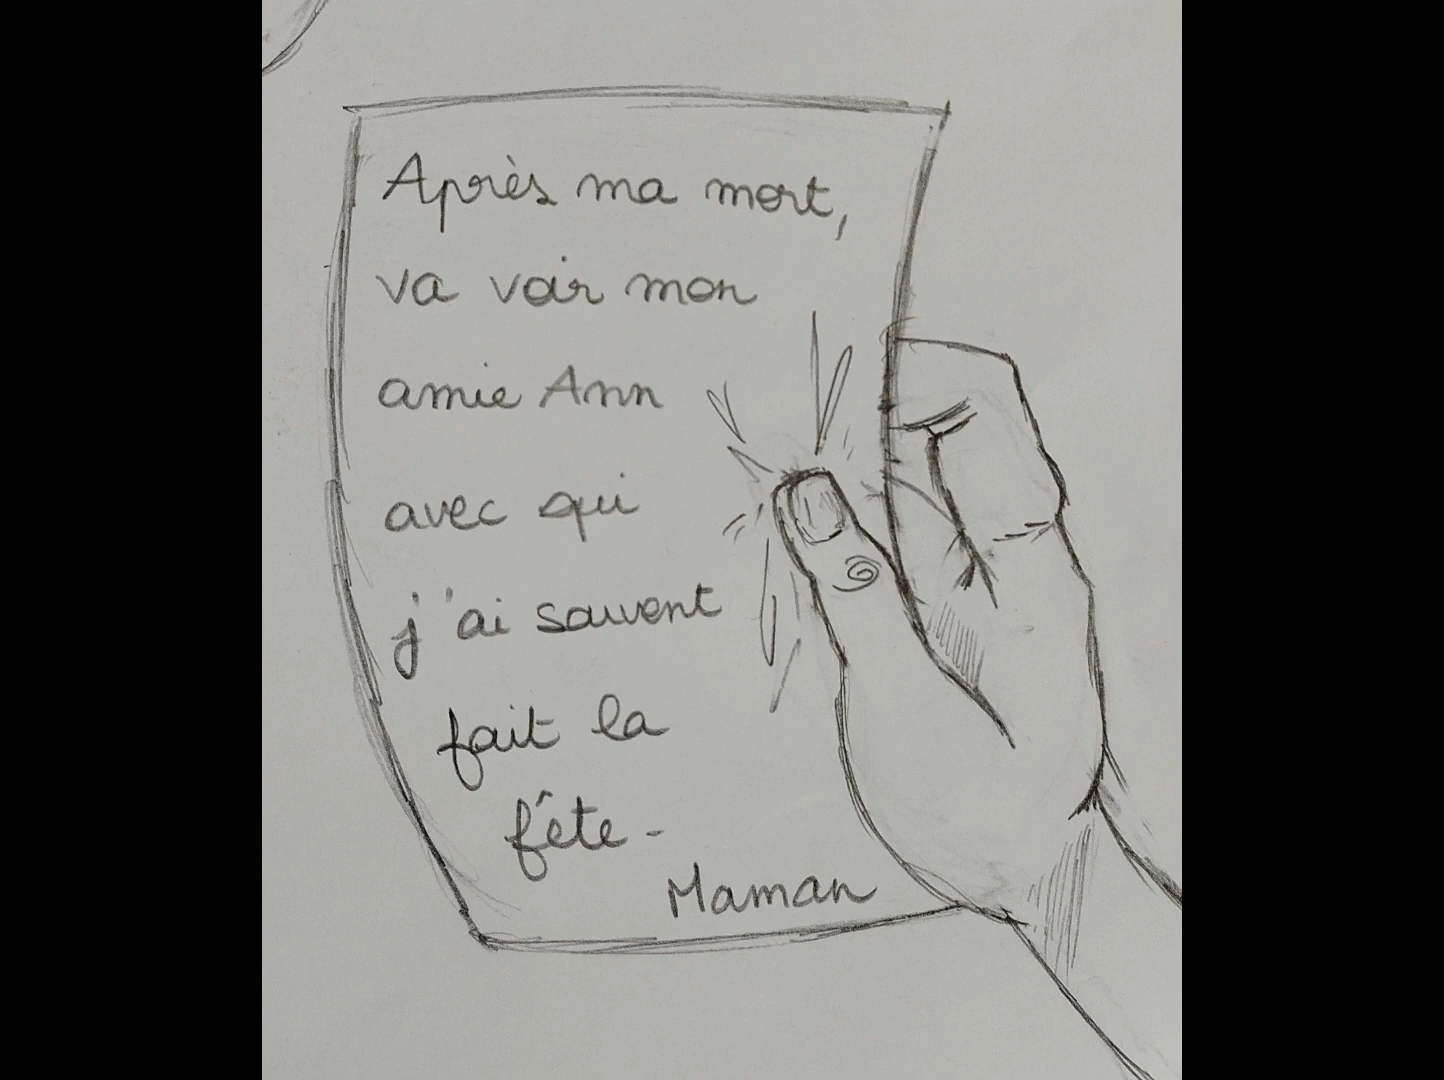 Après ma mort,
va voir mon
amie Ann
avec qui
j'ai souvent
fait la
fête.
Maman